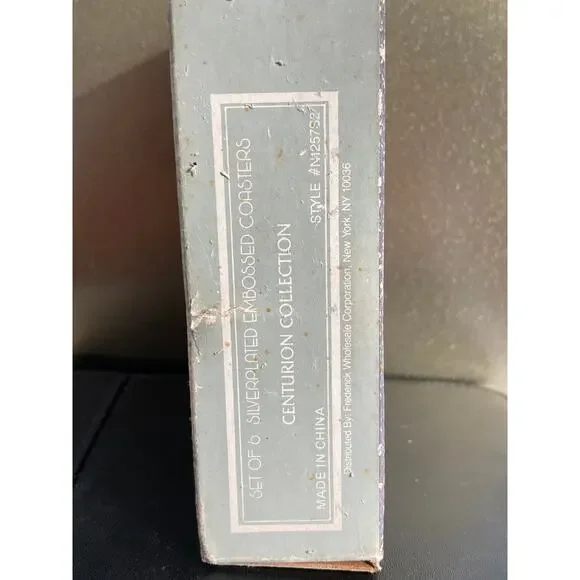 SET OF 6 SILVERPLATED EMBOSSED COASTERS
CENTURION COLLECTION
MADE IN CHINA STYLE #N1257S2
Distributed By: Frederick Wholesale Corporation, New York, NY 10036